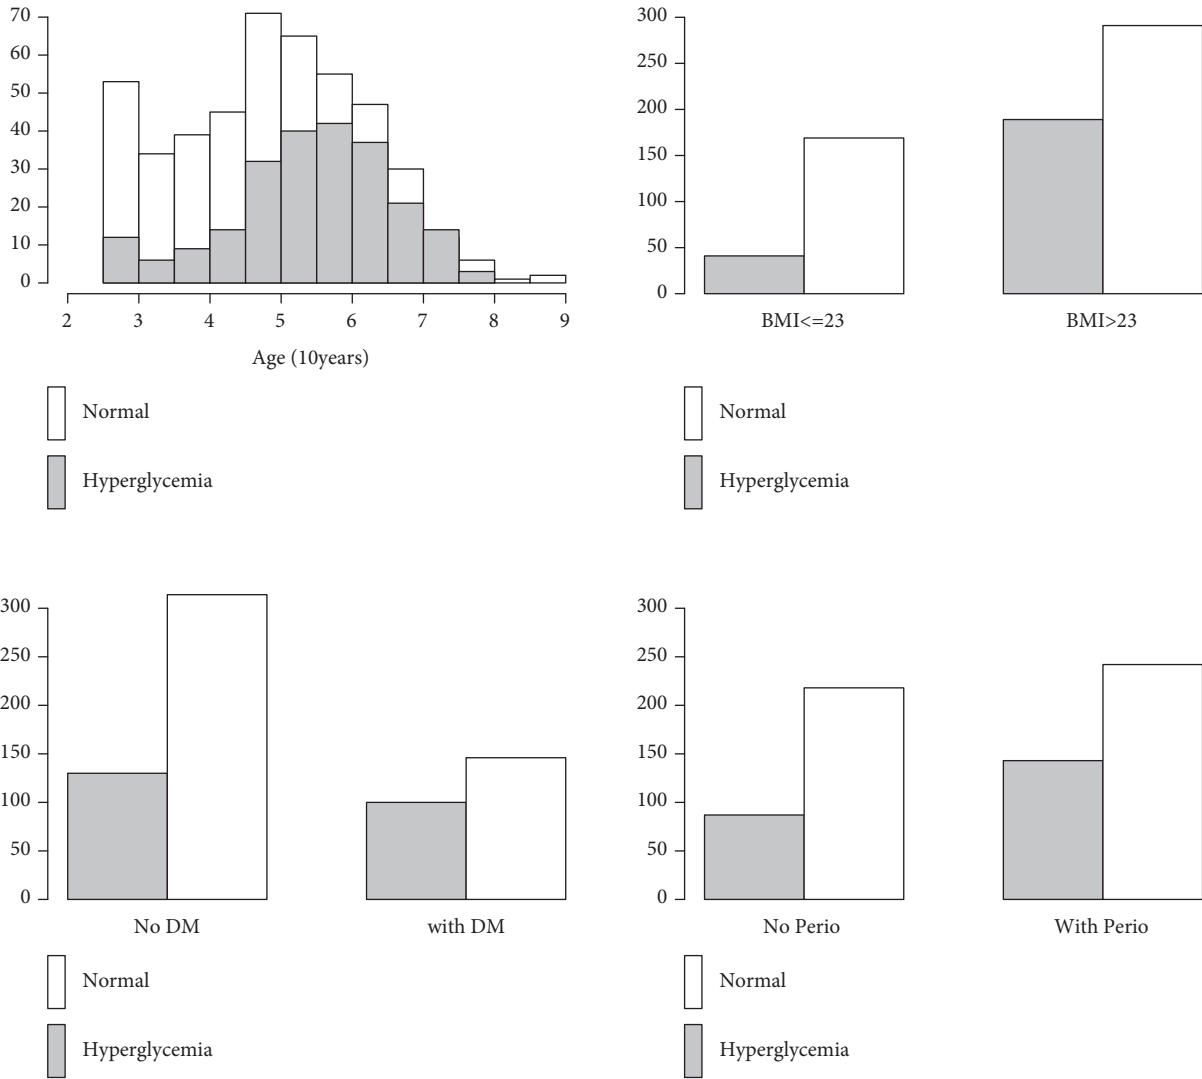 70
60
50
40
30
20
10
0
2 3 4 5 6 7 8 9
Age (10years)
Normal
Hyperglycemia
300
250
200
150
100
50
0
BMI<=23 BMI>23
Normal
Hyperglycemia
300
250
200
150
100
50
0
No DM with DM
Normal
Hyperglycemia
300
250
200
150
100
50
0
No Perio With Perio
Normal
Hyperglycemia